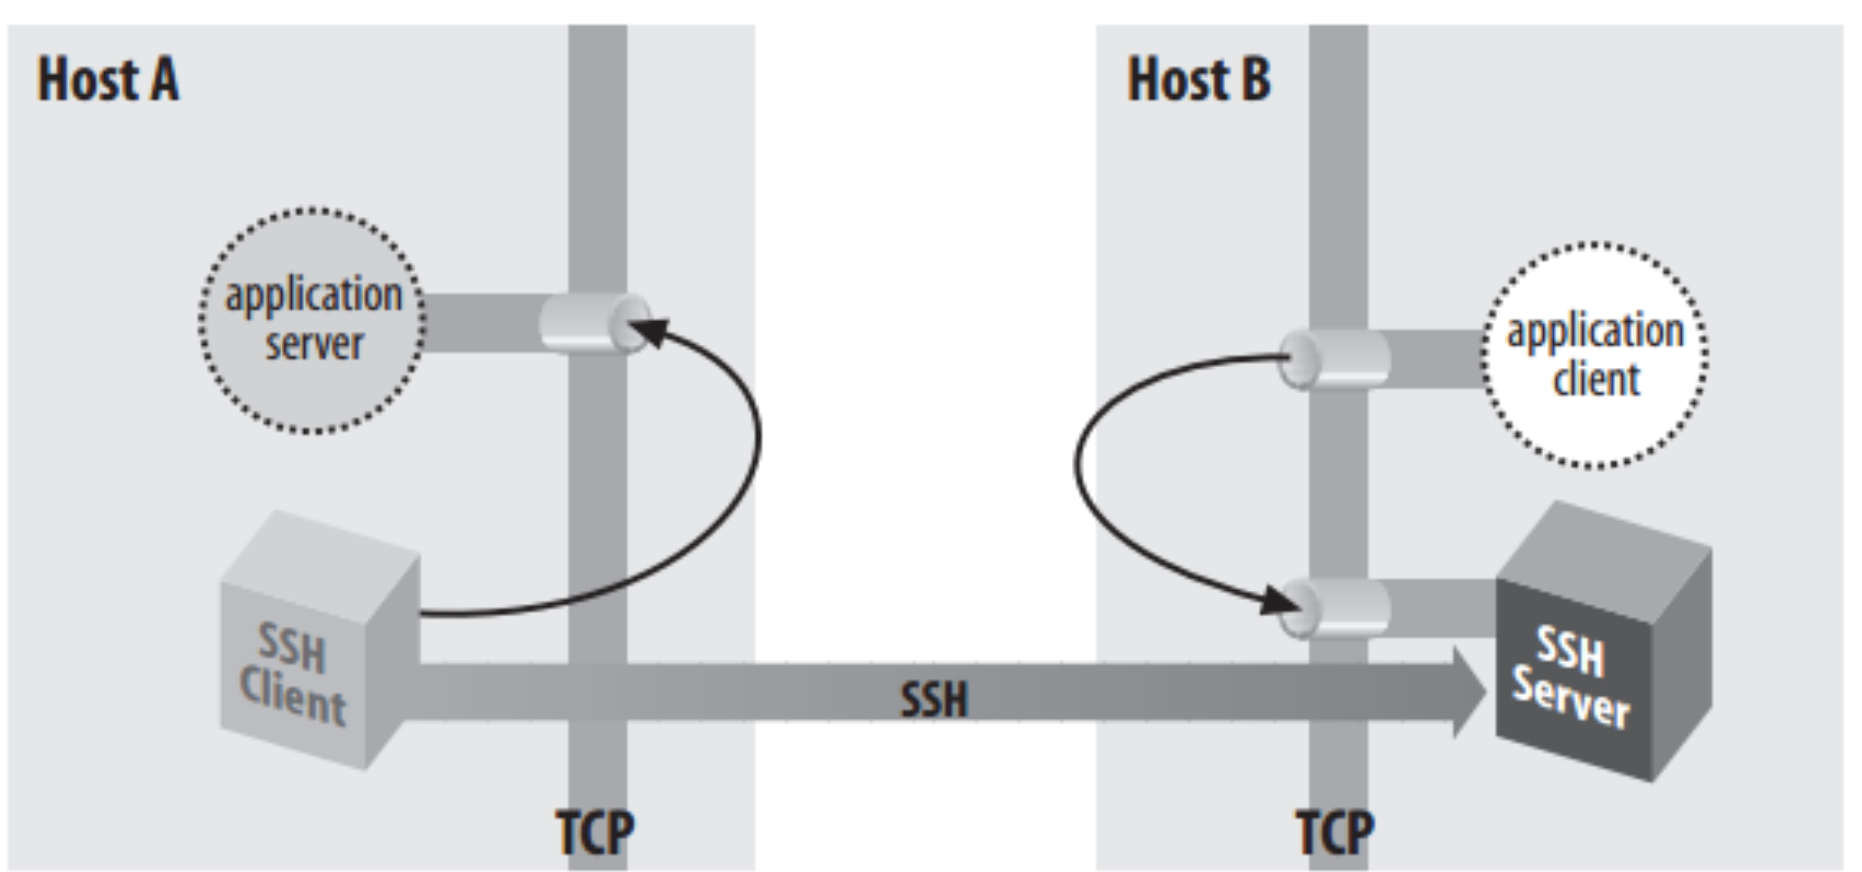 Host A
Host B
application
server
application
client
SSH
Client
SSH
SSH
Server
TCP
TCP